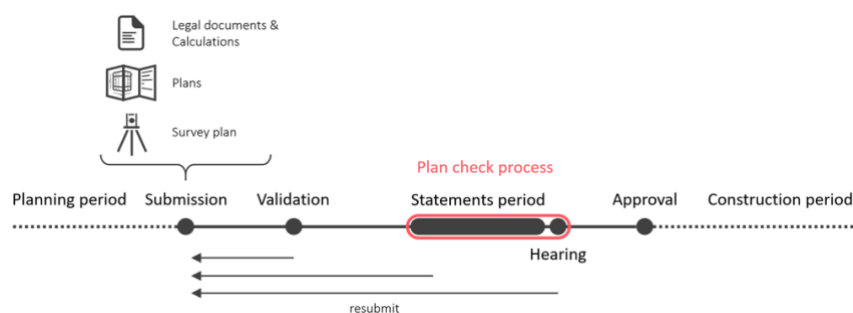 Legal documents &
Calculations
Plans
Survey plan
Plan check process
Planning period
Submission
Validation
Statements period
Approval
Construction period
Hearing
resubmit